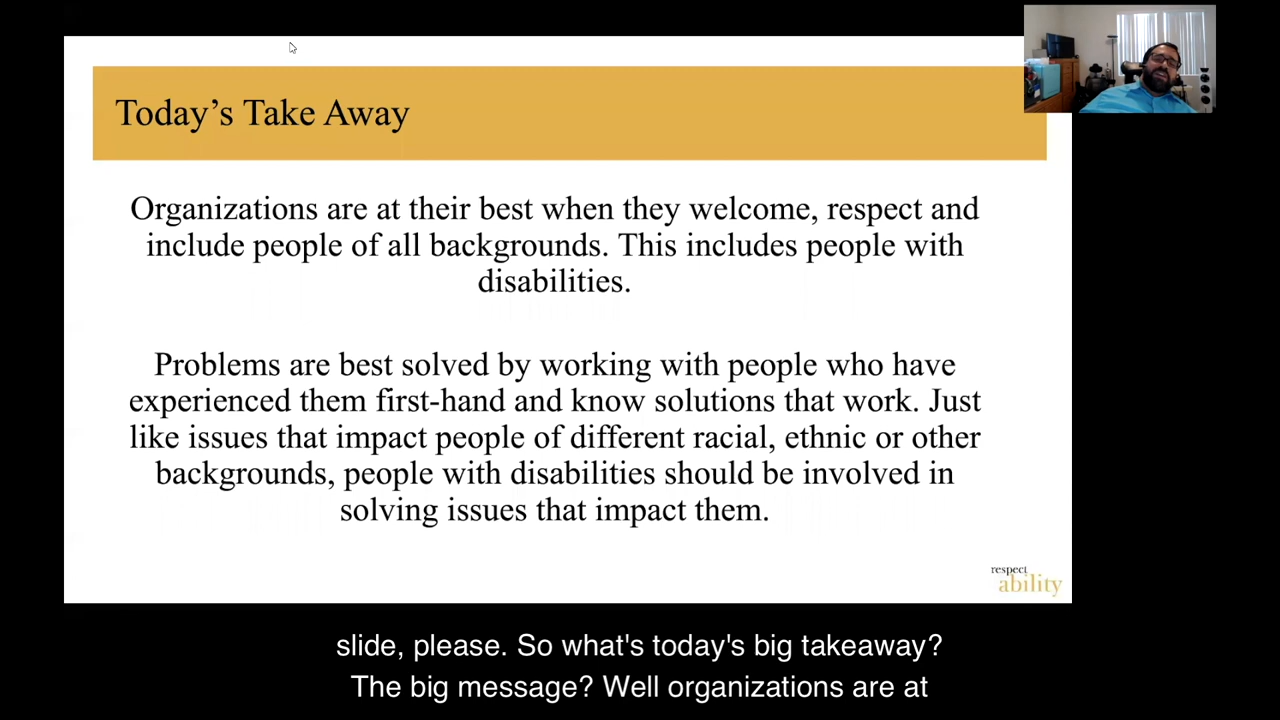 Today’s Take Away
Organizations are at their best when they welcome, respect and
include people of all backgrounds. This includes people with
disabilities.
Problems are best solved by working with people who have
experienced them first-hand and know solutions that work. Just
like issues that impact people of different racial, ethnic or other
backgrounds, people with disabilities should be involved in
solving issues that impact them.
respect
ability
slide, please. So what's today's big takeaway?
The big message? Well organizations are at